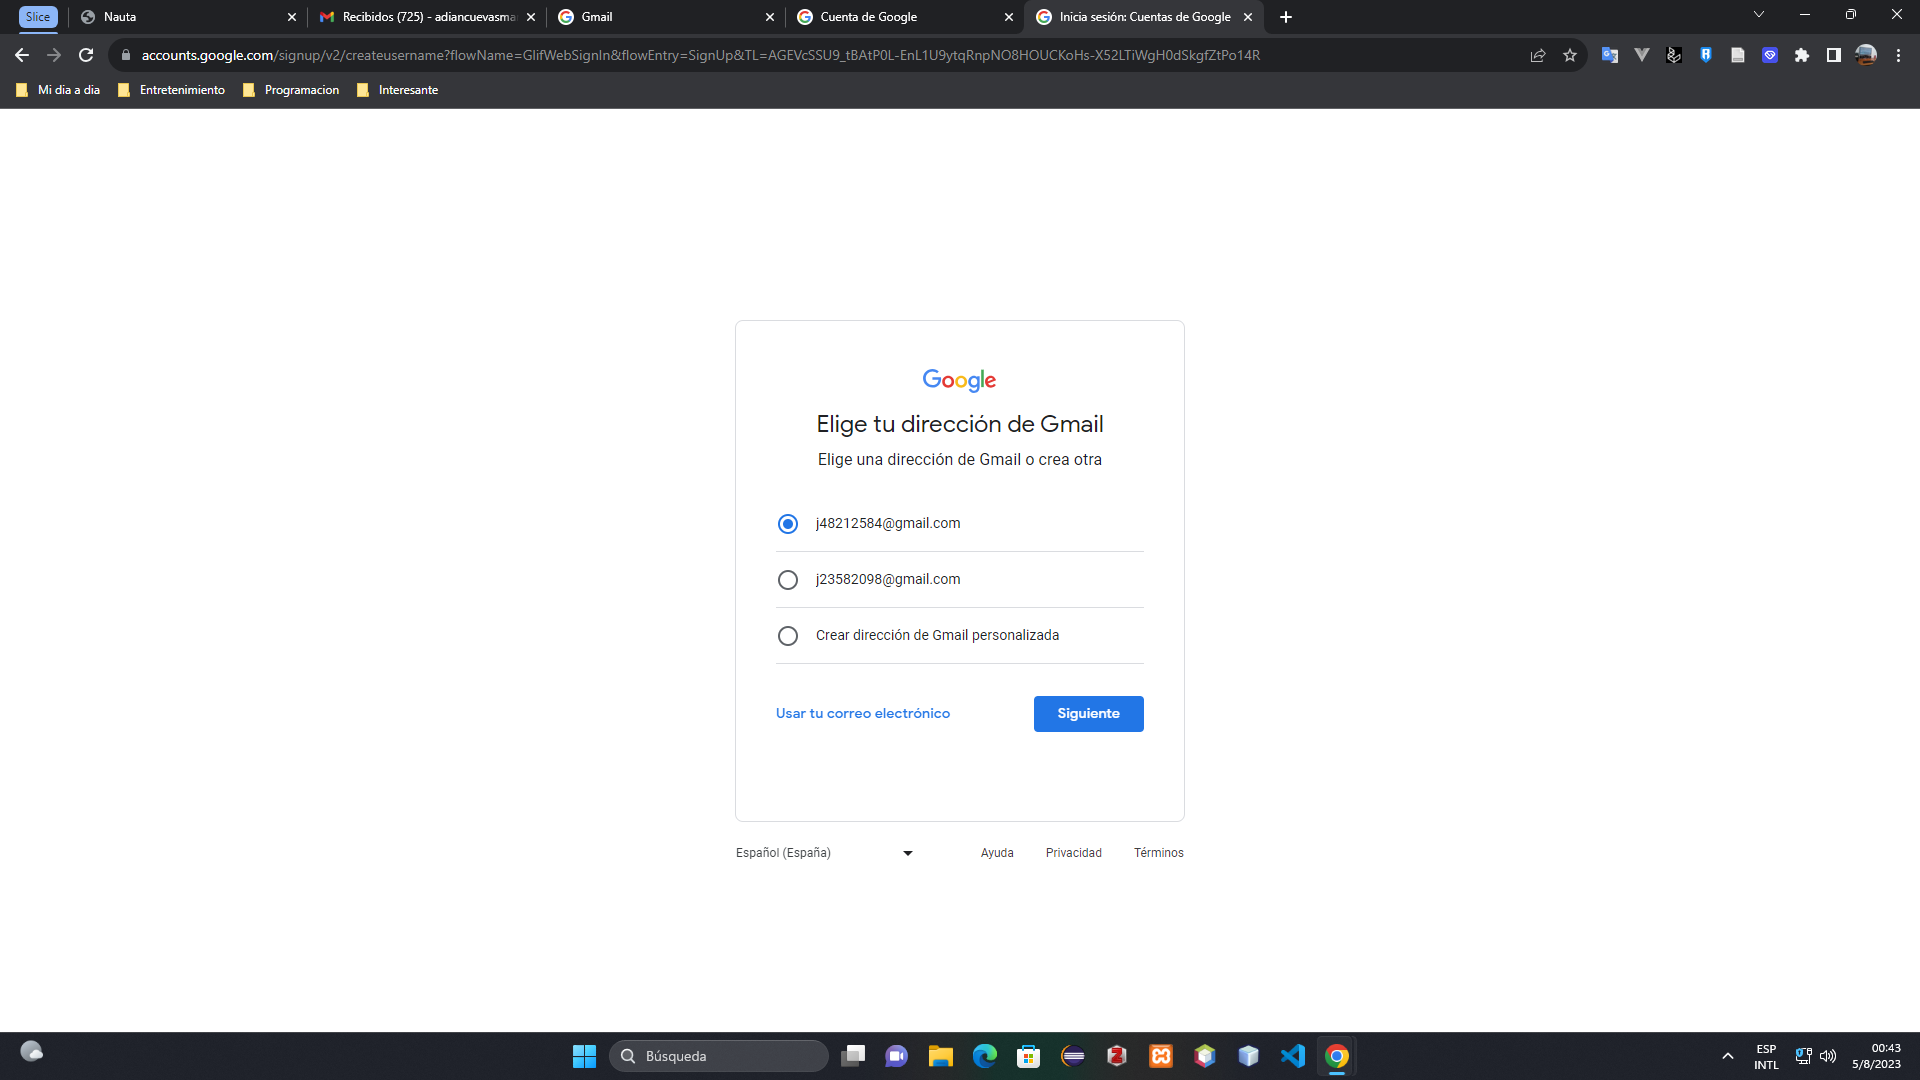 Slice
Nauta
Recibidos (725) - adiancuevasma
Gmail
Cuenta de Google
Inicia sesión: Cuentas de Google
accounts.google.com/signup/v2/createusername?flowName=GlifWebSignIn&flowEntry=SignUp&TL=AGEVcSSU9_tBAtP0L-EnL1U9ytqRnpNO8HOUCKoHs-X52LTiWgH0dSkgfZtPo14R
Mi dia a dia
Entretenimiento
Programacion
Interesante
Google
Elige tu dirección de Gmail
Elige una dirección de Gmail o crea otra
j48212584@gmail.com
j23582098@gmail.com
Crear dirección de Gmail personalizada
Usar tu correo electrónico
Siguiente
Español (España)
Ayuda
Privacidad
Términos
Búsqueda
ESP
INTL
00:43
5/8/2023